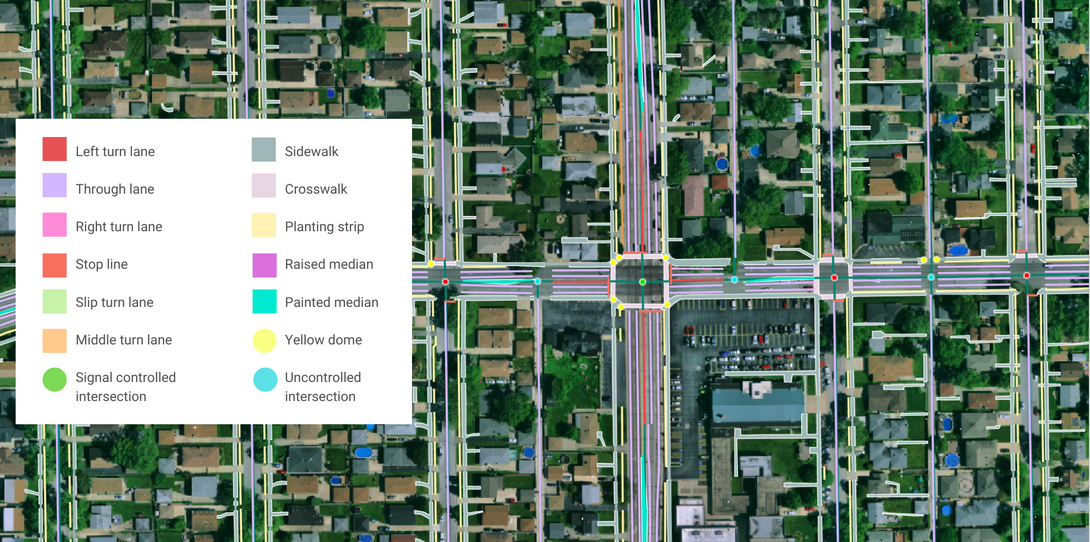 Left turn lane
Through lane
Right turn lane
Stop line
Slip turn lane
Middle turn lane
Signal controlled
intersection
Sidewalk
Crosswalk
Planting strip
Raised median
Painted median
Yellow dome
Uncontrolled
intersection